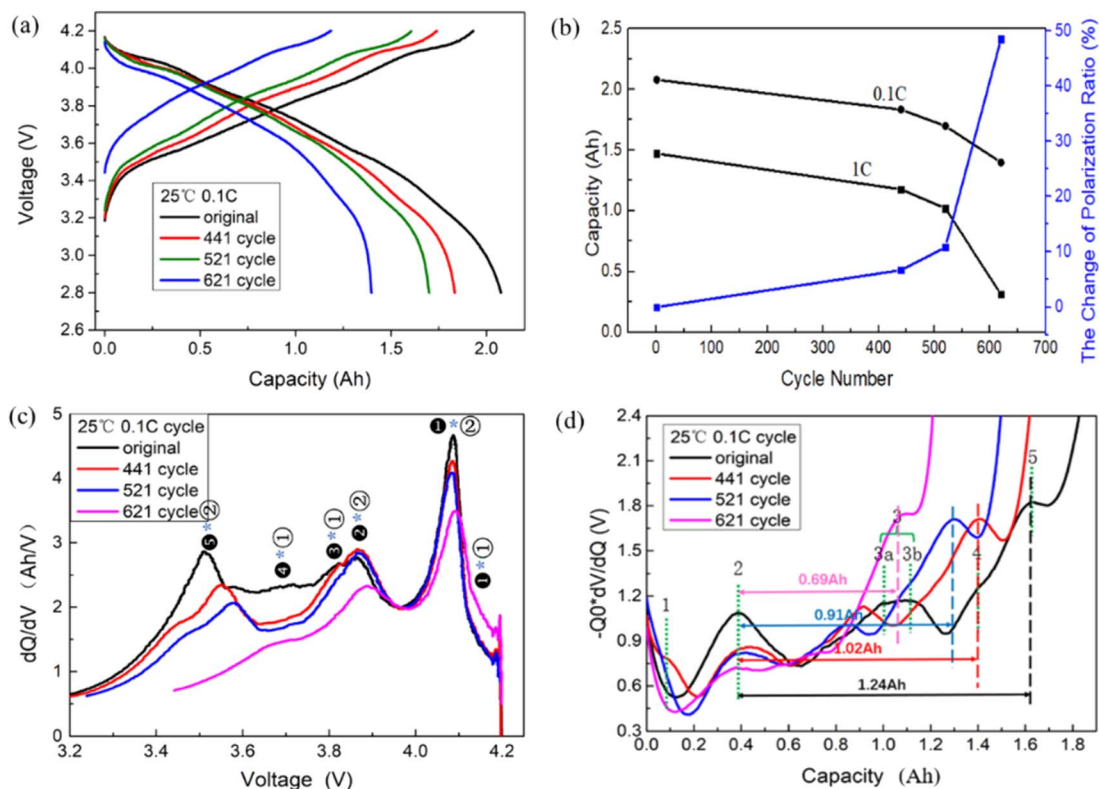 (a)
4.2
4.0
3.8
3.6
3.4
3.2
3.0
2.8
2.6
Voltage (V)
25℃ 0.1C
original
441 cycle
521 cycle
621 cycle
0.0 0.5 1.0 1.5 2.0
Capacity (Ah)
(b)
2.5
2.0
1.5
1.0
0.5
0.0
Capacity (Ah)
0.1C
1C
50
40
30
20
10
0
The Change of Polarization Ratio (%)
0 100 200 300 400 500 600 700
Cycle Number
(c)
5
4
3
2
1
0
dQ/dV (Ah/V)
25℃ 0.1C cycle
original
441 cycle
521 cycle
621 cycle
❺*②
❹*①
❸*①
❷*②
❶*②
*①
❶
3.2 3.4 3.6 3.8 4.0 4.2
Voltage (V)
(d)
2.4
2.1
1.8
1.5
1.2
0.9
0.6
0.3
-Q0*dV/dQ (V)
25℃ 0.1C cycle
original
441 cycle
521 cycle
621 cycle
1
2
3
3a
3b
4
5
0.69Ah
0.91Ah
1.02Ah
1.24Ah
0.0 0.2 0.4 0.6 0.8 1.0 1.2 1.4 1.6 1.8
Capacity (Ah)